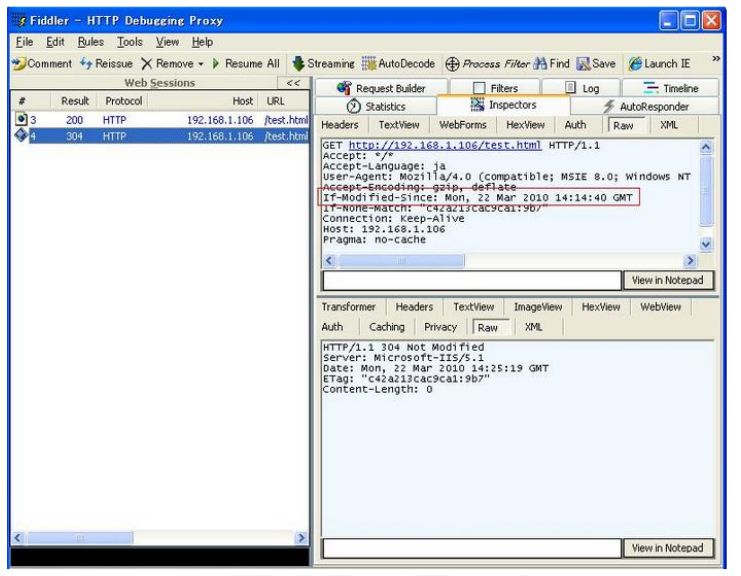 Fiddler - HTTP Debugging Proxy
File Edit Rules Tools View Help
Comment Reissue Remove Resume All Streaming AutoDecode Process Filter Find Save Launch IE »
Web Sessions <<
# Result Protocol Host URL
3 200 HTTP 192.168.1.106 /test.html
4 304 HTTP 192.168.1.106 /test.html
Request Builder Filters Log Timeline
Statistics Inspectors AutoResponder
Headers TextView WebForms HexView Auth Raw XML
GET http://192.168.1.106/test.html HTTP/1.1
Accept: */*
Accept-Language: ja
User-Agent: Mozilla/4.0 (compatible; MSIE 8.0; Windows NT
Accept-Encoding: gzip, deflate
If-Modified-Since: Mon, 22 Mar 2010 14:14:40 GMT
If-None-Match: "c42a213cac9ca1:9b7"
Connection: Keep-Alive
Host: 192.168.1.106
Pragma: no-cache
View in Notepad
Transformer Headers TextView ImageView HexView WebView
Auth Caching Privacy Raw XML
HTTP/1.1 304 Not Modified
Server: Microsoft-IIS/5.1
Date: Mon, 22 Mar 2010 14:25:19 GMT
ETag: "c42a213cac9ca1:9b7"
Content-Length: 0
View in Notepad